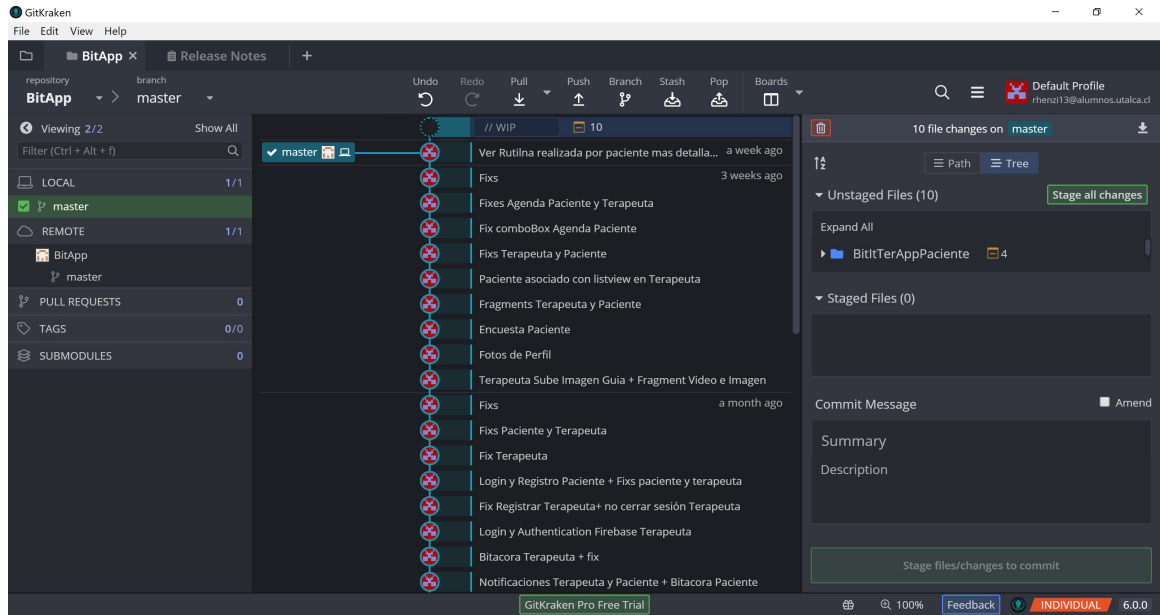 GitKraken
File Edit View Help
BitApp × Release Notes +
repository branch
BitApp > master
Undo Redo Pull Push Branch Stash Pop Boards
Default Profile
rhenzi13@alumnos.utalca.cl
Viewing 2/2 Show All
Filter (Ctrl + Alt + f)
LOCAL 1/1
master
REMOTE 1/1
BitApp
master
PULL REQUESTS 0
TAGS 0/0
SUBMODULES 0
// WIP 10
master Ver Rutilna realizada por paciente mas detalla... a week ago
Fixs 3 weeks ago
Fixes Agenda Paciente y Terapeuta
Fix comboBox Agenda Paciente
Fixs Terapeuta y Paciente
Paciente asociado con listview en Terapeuta
Fragments Terapeuta y Paciente
Encuesta Paciente
Fotos de Perfil
Terapeuta Sube Imagen Guia + Fragment Video e Imagen
Fixs a month ago
Fixs Paciente y Terapeuta
Fix Terapeuta
Login y Registro Paciente + Fixs paciente y terapeuta
Fix Registrar Terapeuta+ no cerrar sesión Terapeuta
Login y Authentication Firebase Terapeuta
Bitacora Terapeuta + fix
Notificaciones Terapeuta y Paciente + Bitacora Paciente
10 file changes on master
Path Tree
Unstaged Files (10) Stage all changes
Expand All
BitItTerAppPaciente 4
Staged Files (0)
Commit Message Amend
Summary
Description
Stage files/changes to commit
GitKraken Pro Free Trial 100% Feedback INDIVIDUAL 6.0.0